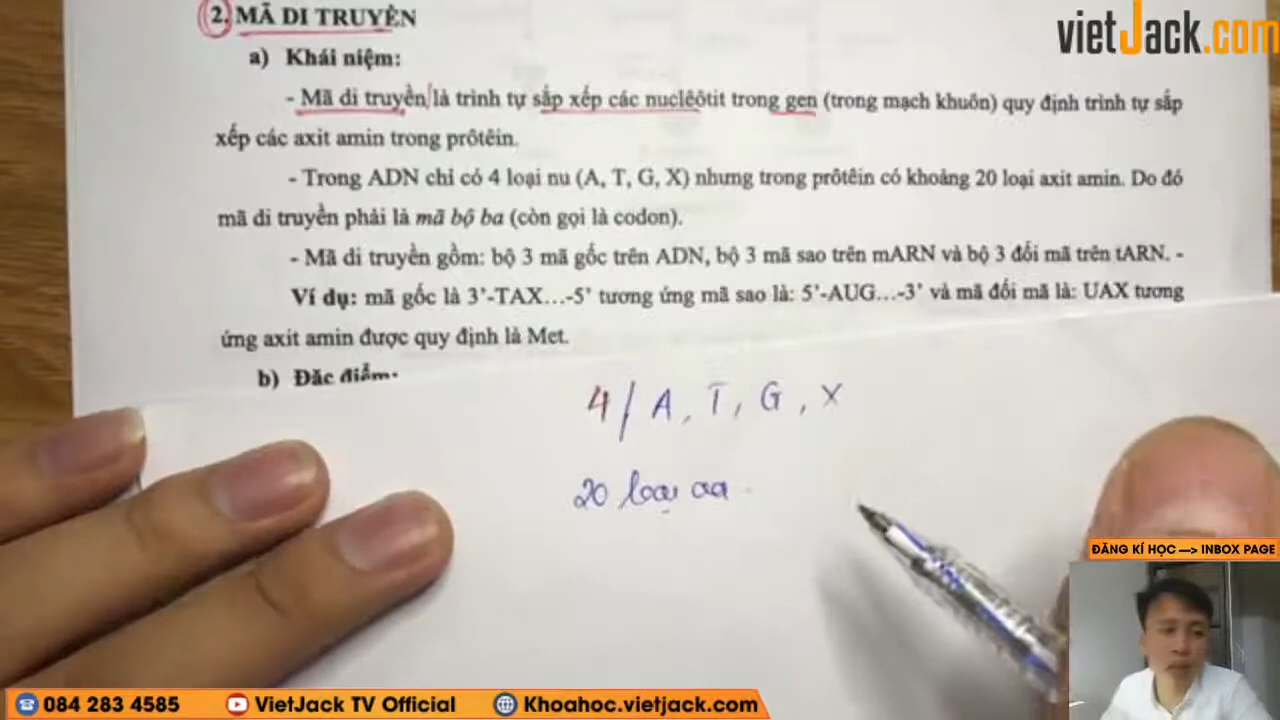 vietJack.com
2. MÃ DI TRUYỀN
a) Khái niệm:
- Mã di truyền là trình tự sắp xếp các nuclêôtit trong gen (trong mạch khuôn) quy định trình tự sắp
xếp các axit amin trong prôtêin.
- Trong ADN chỉ có 4 loại nu (A, T, G, X) nhưng trong prôtêin có khoảng 20 loại axit amin. Do đó
mã di truyền phải là mã bộ ba (còn gọi là codon).
- Mã di truyền gồm: bộ 3 mã gốc trên ADN, bộ 3 mã sao trên mARN và bộ 3 đối mã trên tARN. -
Ví dụ: mã gốc là 3’-TAX...-5’ tương ứng mã sao là: 5’-AUG...-3’ và mã đối mã là: UAX tương
ứng axit amin được quy định là Met.
b) Đặc điểm:
4 / A, T, G, X
20 loại aa
ĐĂNG KÍ HỌC —> INBOX PAGE
084 283 4585 VietJack TV Official Khoahoc.vietjack.com